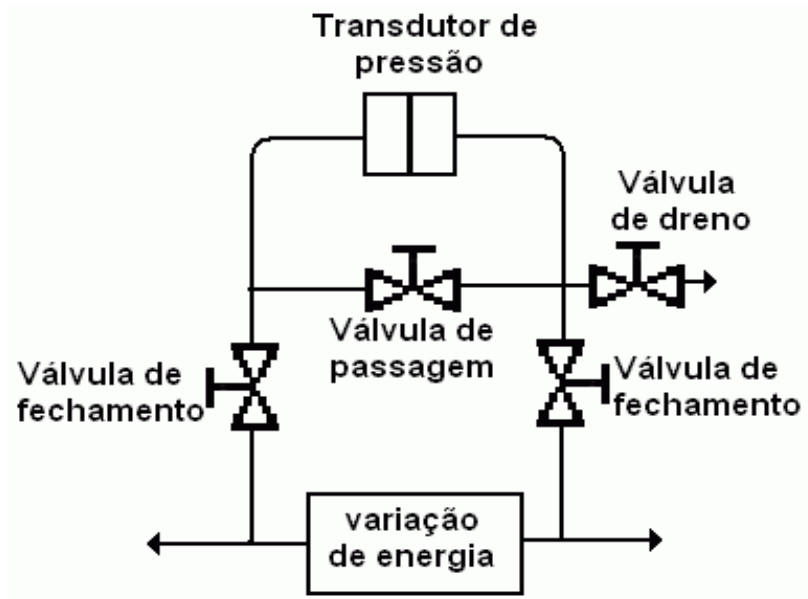 Transdutor de
pressão
Válvula
de dreno
Válvula de
passagem
Válvula de
fechamento
Válvula de
fechamento
variação
de energia